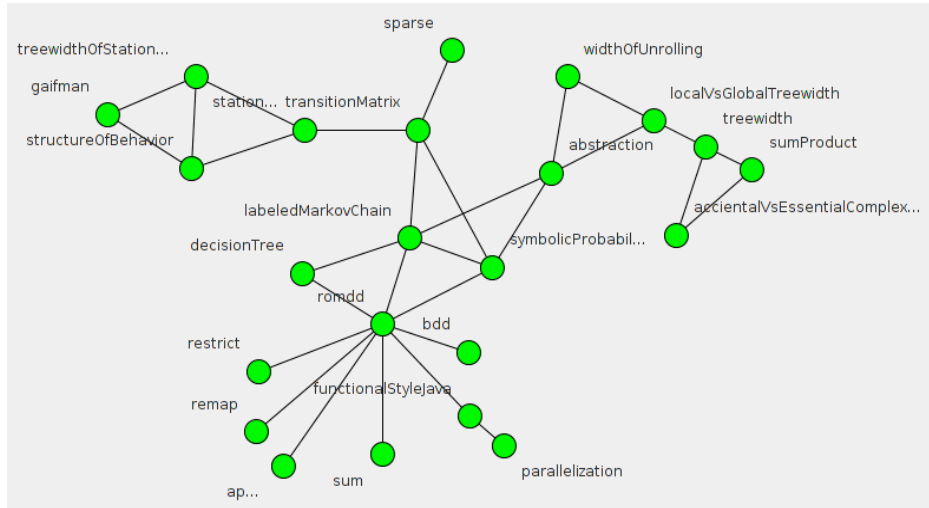 sparse
treewidthOfStation...
widthOfUnrolling
gaifman
station...
transitionMatrix
localVsGlobalTreewidth
treewidth
structureOfBehavior
abstraction
sumProduct
labeledMarkovChain
accientalVsEssentialComplex...
decisionTree
symbolicProbabil...
romdd
bdd
restrict
functionalStyleJava
remap
parallelization
sum
ap...